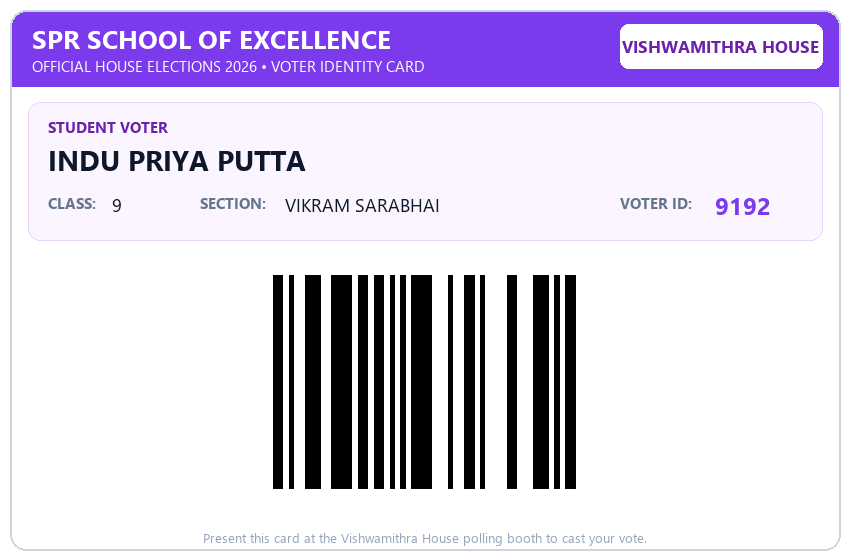 SPR SCHOOL OF EXCELLENCE
OFFICIAL HOUSE ELECTIONS 2026 • VOTER IDENTITY CARD
VISHWAMITHRA HOUSE
STUDENT VOTER
INDU PRIYA PUTTA
CLASS: 9 SECTION: VIKRAM SARABHAI VOTER ID: 9192
Present this card at the Vishwamithra House polling booth to cast your vote.